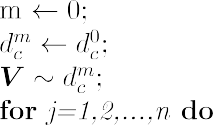 m ← 0;
d_c^m ← d_c^0;
V ∼ d_c^m;
for j=1,2,...,n do